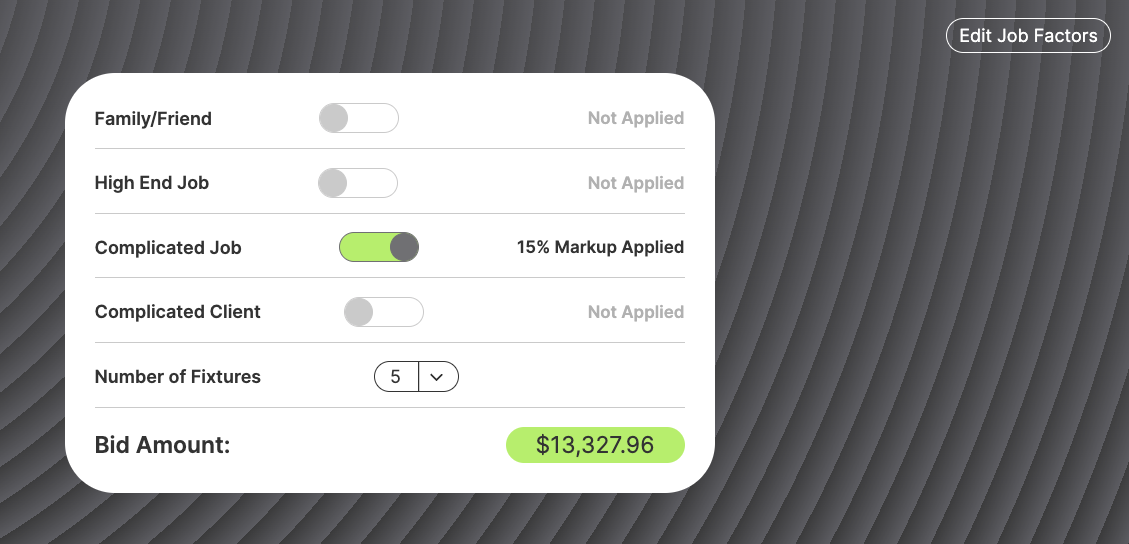 Edit Job Factors
Family/Friend Not Applied
High End Job Not Applied
Complicated Job 15% Markup Applied
Complicated Client Not Applied
Number of Fixtures 5
Bid Amount: $13,327.96